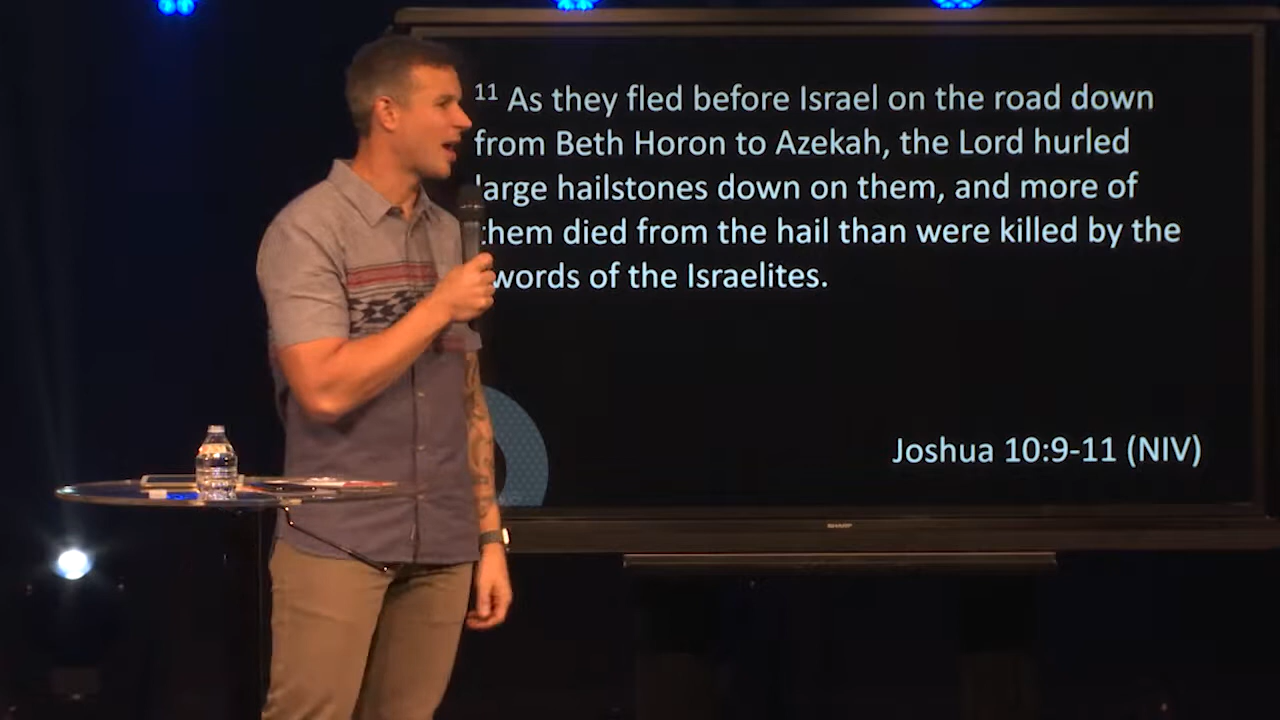 11 As they fled before Israel on the road down
from Beth Horon to Azekah, the Lord hurled
large hailstones down on them, and more of
them died from the hail than were killed by the
words of the Israelites.
Joshua 10:9-11 (NIV)
SHARP